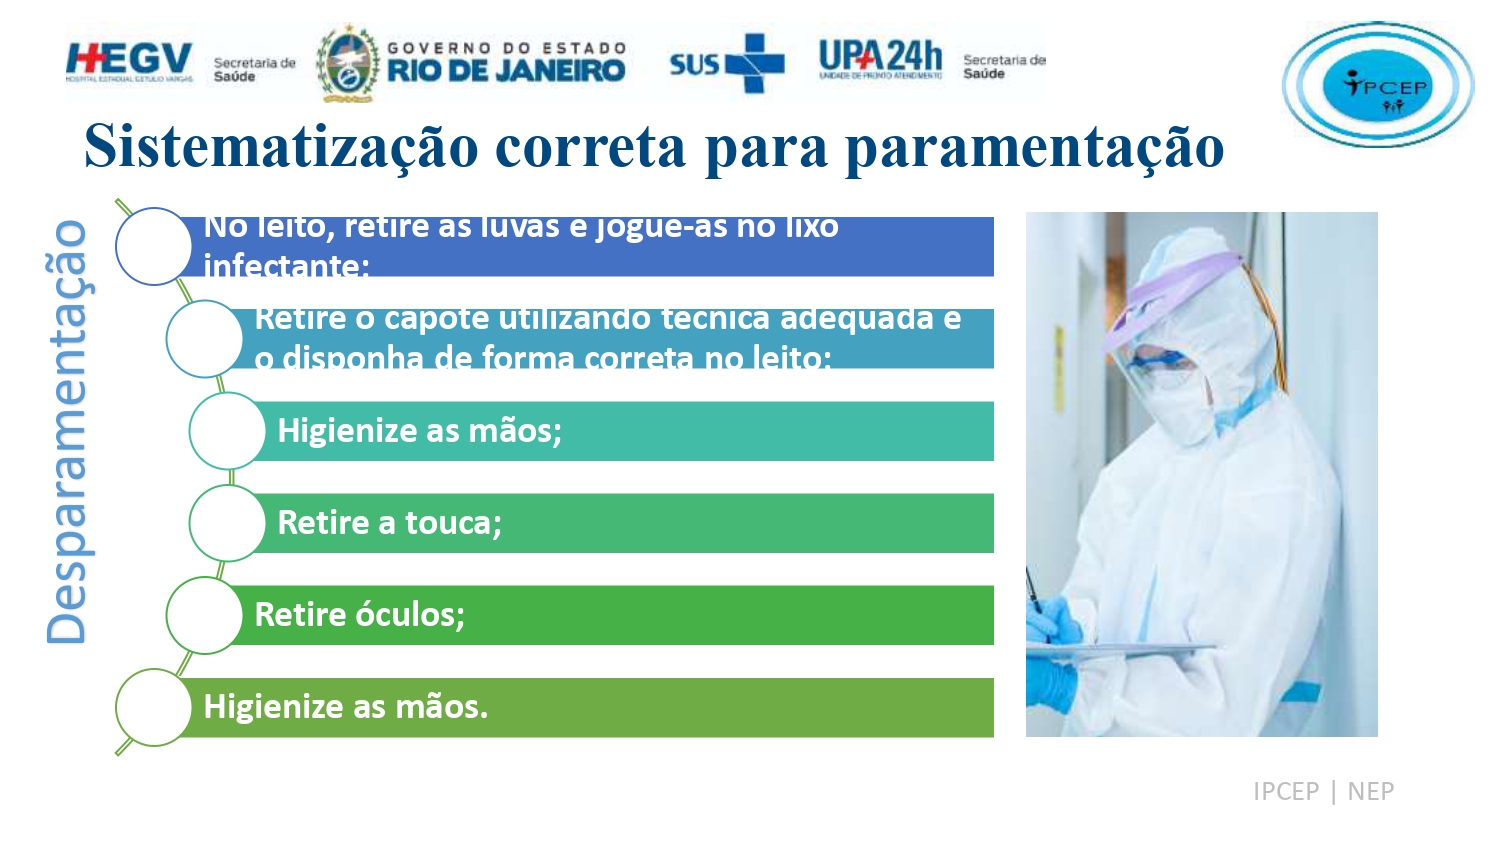 HEGV
HOSPITAL ESTADUAL GETULIO VARGAS
Secretaria de
Saúde
GOVERNO DO ESTADO
RIO DE JANEIRO
SUS
UPA 24h
UNIDADE DE PRONTO ATENDIMENTO
Secretaria de
Saúde
IPCEP
Sistematização correta para paramentação
Desparamentação
No leito, retire as luvas e jogue-as no lixo
infectante;
Retire o capote utilizando técnica adequada e
o disponha de forma correta no leito;
Higienize as mãos;
Retire a touca;
Retire óculos;
Higienize as mãos.
IPCEP | NEP